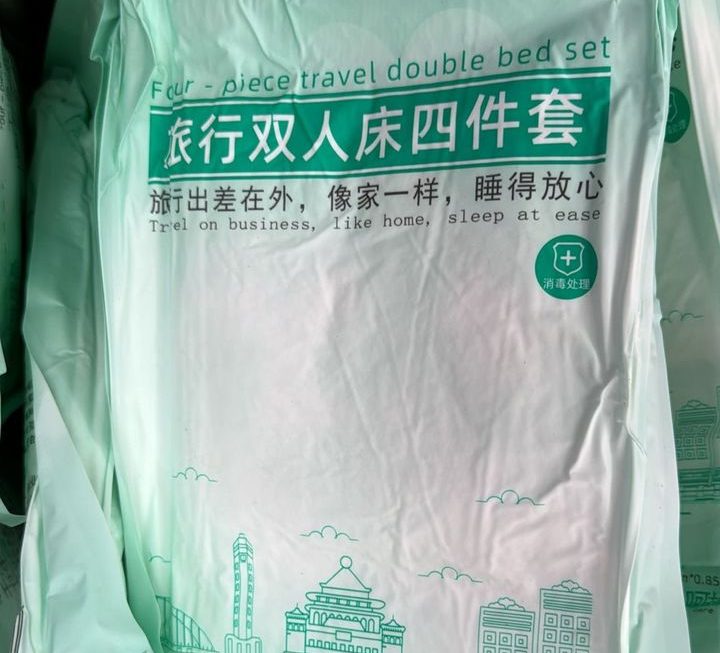 Four - piece travel double bed set
旅行双人床四件套
旅行出差在外，像家一样，睡得放心
Travel on business, like home, sleep at ease
消毒处理